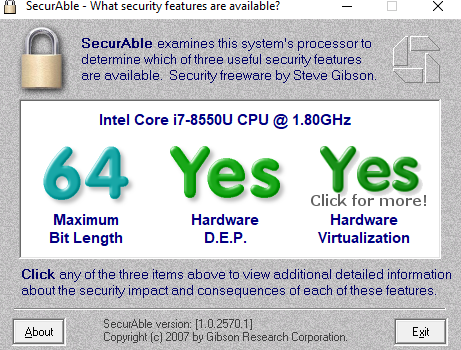 SecurAble - What security features are available?
SecurAble examines this system's processor to
determine which of three useful security features
are available. Security freeware by Steve Gibson.
Intel Core i7-8550U CPU @ 1.80GHz
64 Yes Yes
Click for more!
Maximum Hardware Hardware
Bit Length D.E.P. Virtualization
Click any of the three items above to view additional detailed information
about the security impact and consequences of each of these features.
About
SecurAble version: [1.0.2570.1]
Copyright (c) 2007 by Gibson Research Corporation.
Exit